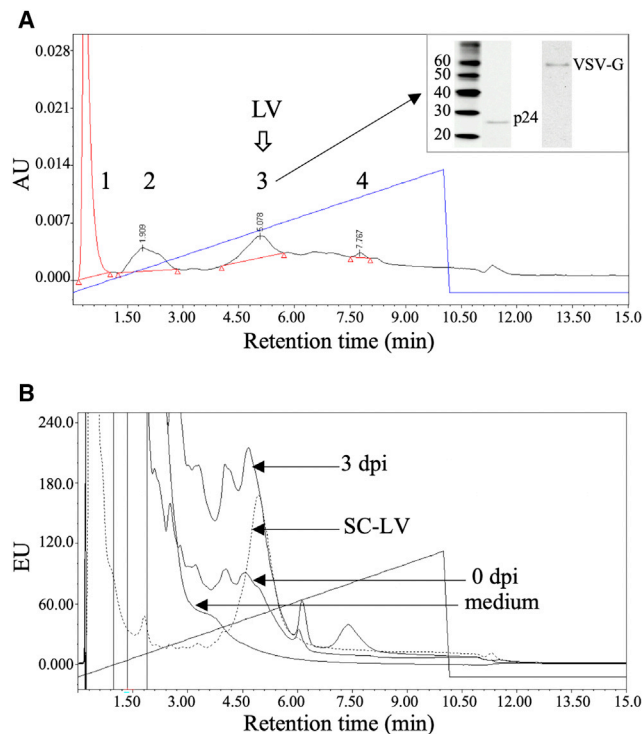 A
0.028
0.021
0.014
0.007
0.000
AU
LV
1 2 3 4
1.909
5.078
7.767
60
50
40
30
20
p24
VSV-G
1.50 3.00 4.50 6.00 7.50 9.00 10.50 12.00 13.50 15.0
Retention time (min)
B
240.0
180.0
120.0
60.00
0.000
EU
3 dpi
SC-LV
0 dpi
medium
1.50 3.00 4.50 6.00 7.50 9.00 10.50 12.00 13.50 15.0
Retention time (min)